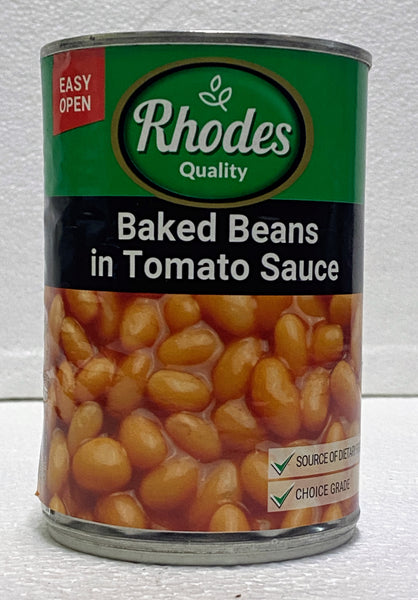 EASY
OPEN
Rhodes
Quality
Baked Beans
in Tomato Sauce
SOURCE OF DIETARY
CHOICE GRADE